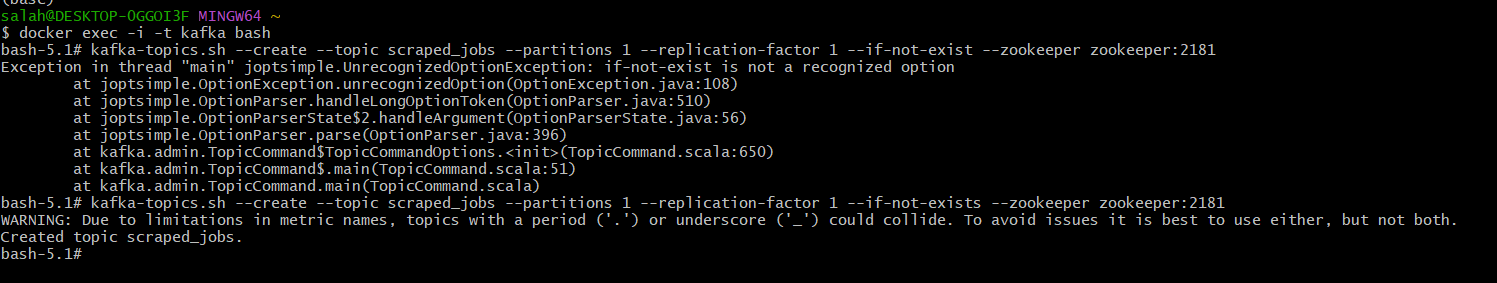 (base)
salah@DESKTOP-0GGOI3F MINGW64 ~
$ docker exec -i -t kafka bash
bash-5.1# kafka-topics.sh --create --topic scraped_jobs --partitions 1 --replication-factor 1 --if-not-exist --zookeeper zookeeper:2181
Exception in thread "main" joptsimple.UnrecognizedOptionException: if-not-exist is not a recognized option
        at joptsimple.OptionException.unrecognizedOption(OptionException.java:108)
        at joptsimple.OptionParser.handleLongOptionToken(OptionParser.java:510)
        at joptsimple.OptionParserState$2.handleArgument(OptionParserState.java:56)
        at joptsimple.OptionParser.parse(OptionParser.java:396)
        at kafka.admin.TopicCommand$TopicCommandOptions.<init>(TopicCommand.scala:650)
        at kafka.admin.TopicCommand$.main(TopicCommand.scala:51)
        at kafka.admin.TopicCommand.main(TopicCommand.scala)
bash-5.1# kafka-topics.sh --create --topic scraped_jobs --partitions 1 --replication-factor 1 --if-not-exists --zookeeper zookeeper:2181
WARNING: Due to limitations in metric names, topics with a period ('.') or underscore ('_') could collide. To avoid issues it is best to use either, but not both.
Created topic scraped_jobs.
bash-5.1#